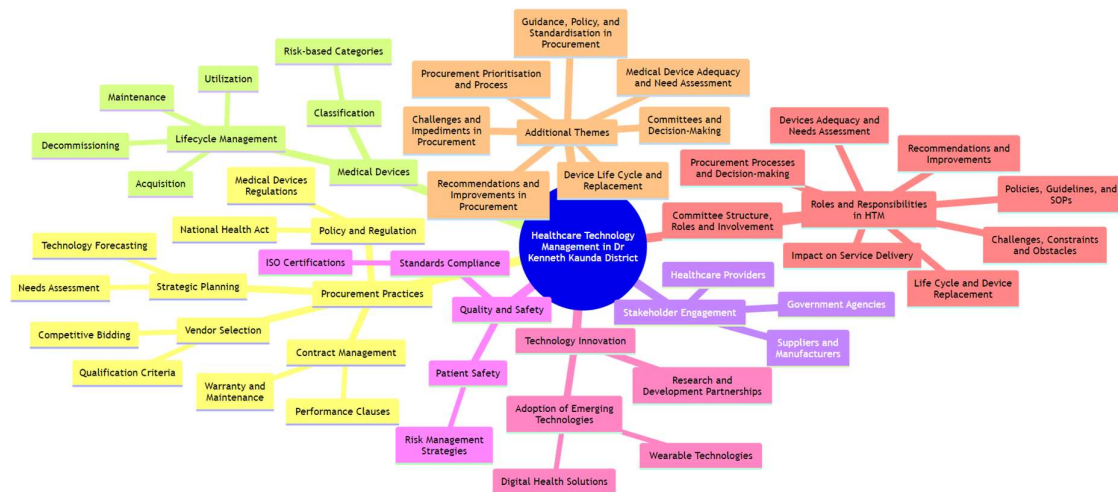 Guidance, Policy, and
Standardisation in
Procurement
Risk-based Categories
Procurement Prioritisation
and Process
Medical Device Adequacy
and Need Assessment
Utilization
Maintenance
Classification
Challenges and
Impediments in
Procurement
Additional Themes
Committees and
Decision-Making
Devices Adequacy and
Needs Assessment
Lifecycle Management
Decommissioning
Recommendations and
Improvements
Procurement Processes
and Decision-making
Medical Devices
Acquisition
Recommendations and
Improvements in
Procurement
Device Life Cycle and
Replacement
Medical Devices
Regulations
Policies, Guidelines, and
SOPs
Roles and Responsibilities
in HTM
National Health Act
Policy and Regulation
Committee Structure,
Roles and Involvement
Healthcare Technology
Management in Dr
Kenneth Kaunda
District
Technology Forecasting
ISO Certifications
Standards Compliance
Impact on Service Delivery
Challenges, Constraints
and Obstacles
Healthcare Providers
Needs Assessment
Strategic Planning
Procurement Practices
Life Cycle and Device
Replacement
Quality and Safety
Stakeholder Engagement
Government Agencies
Competitive Bidding
Vendor Selection
Technology Innovation
Suppliers and
Manufacturers
Contract Management
Qualification Criteria
Patient Safety
Warranty and
Maintenance
Research and
Development Partnerships
Performance Clauses
Adoption of Emerging
Technologies
Risk Management
Strategies
Wearable Technologies
Digital Health Solutions